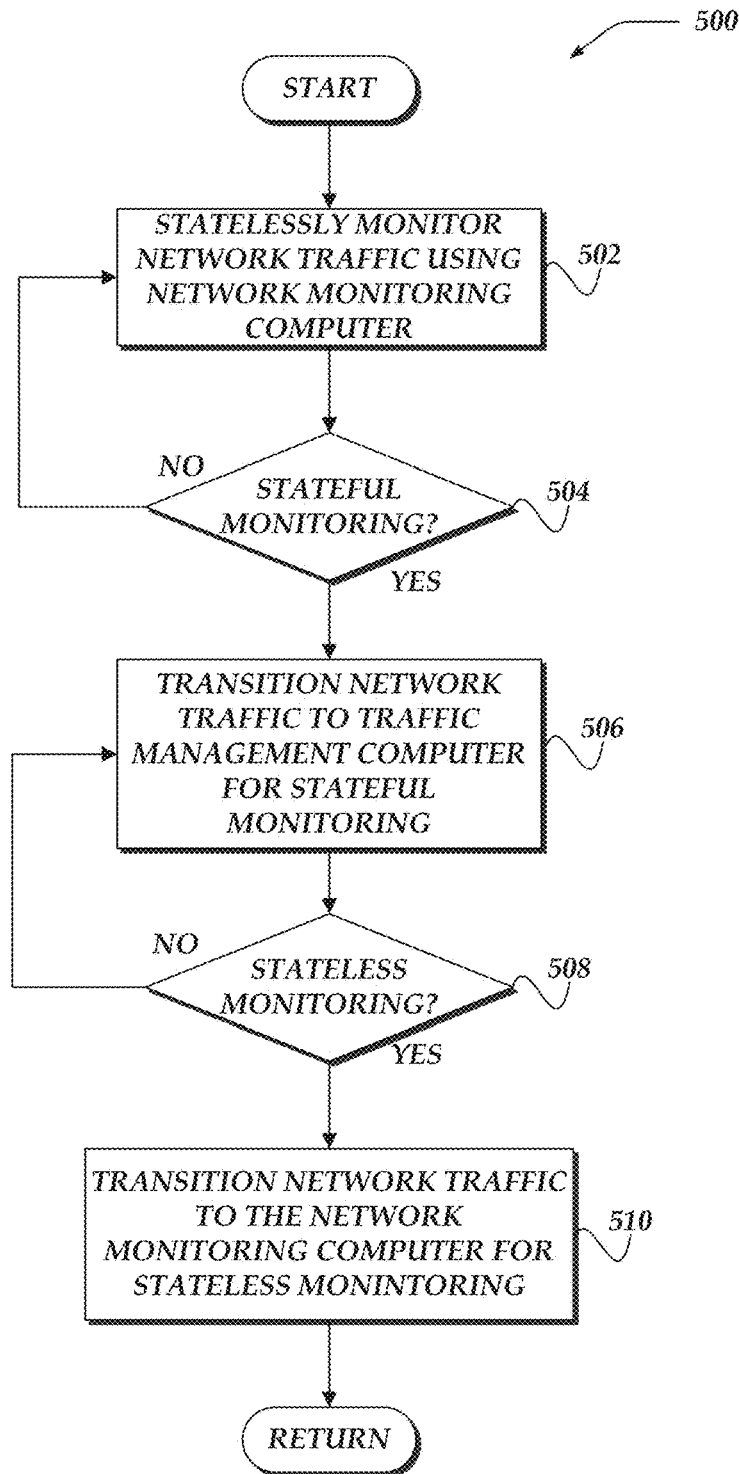 500
START
STATELESSLY MONITOR
NETWORK TRAFFIC USING
NETWORK MONITORING
COMPUTER
502
NO
STATEFUL
MONITORING?
504
YES
TRANSITION NETWORK
TRAFFIC TO TRAFFIC
MANAGEMENT COMPUTER
FOR STATEFUL
MONITORING
506
NO
STATELESS
MONITORING?
508
YES
TRANSITION NETWORK TRAFFIC
TO THE NETWORK
MONITORING COMPUTER FOR
STATELESS MONINTORING
510
RETURN